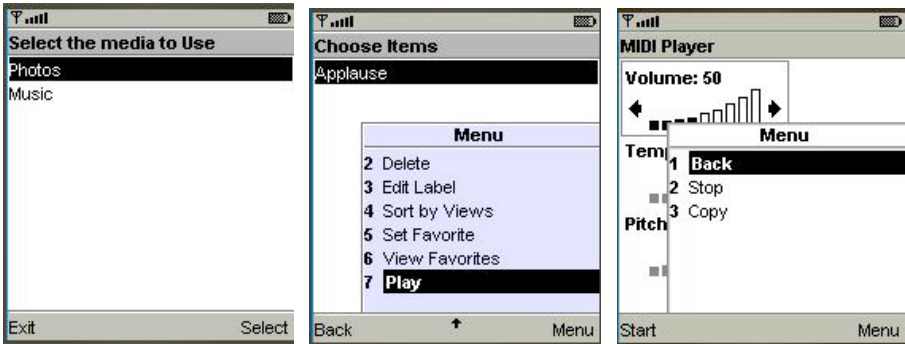 Select the media to Use
Photos
Music
Exit Select
Choose Items
Applause
Menu
2 Delete
3 Edit Label
4 Sort by Views
5 Set Favorite
6 View Favorites
7 Play
Back Menu
MIDI Player
Volume: 50
Menu
Tem
1 Back
2 Stop
3 Copy
Pitch
Start Menu